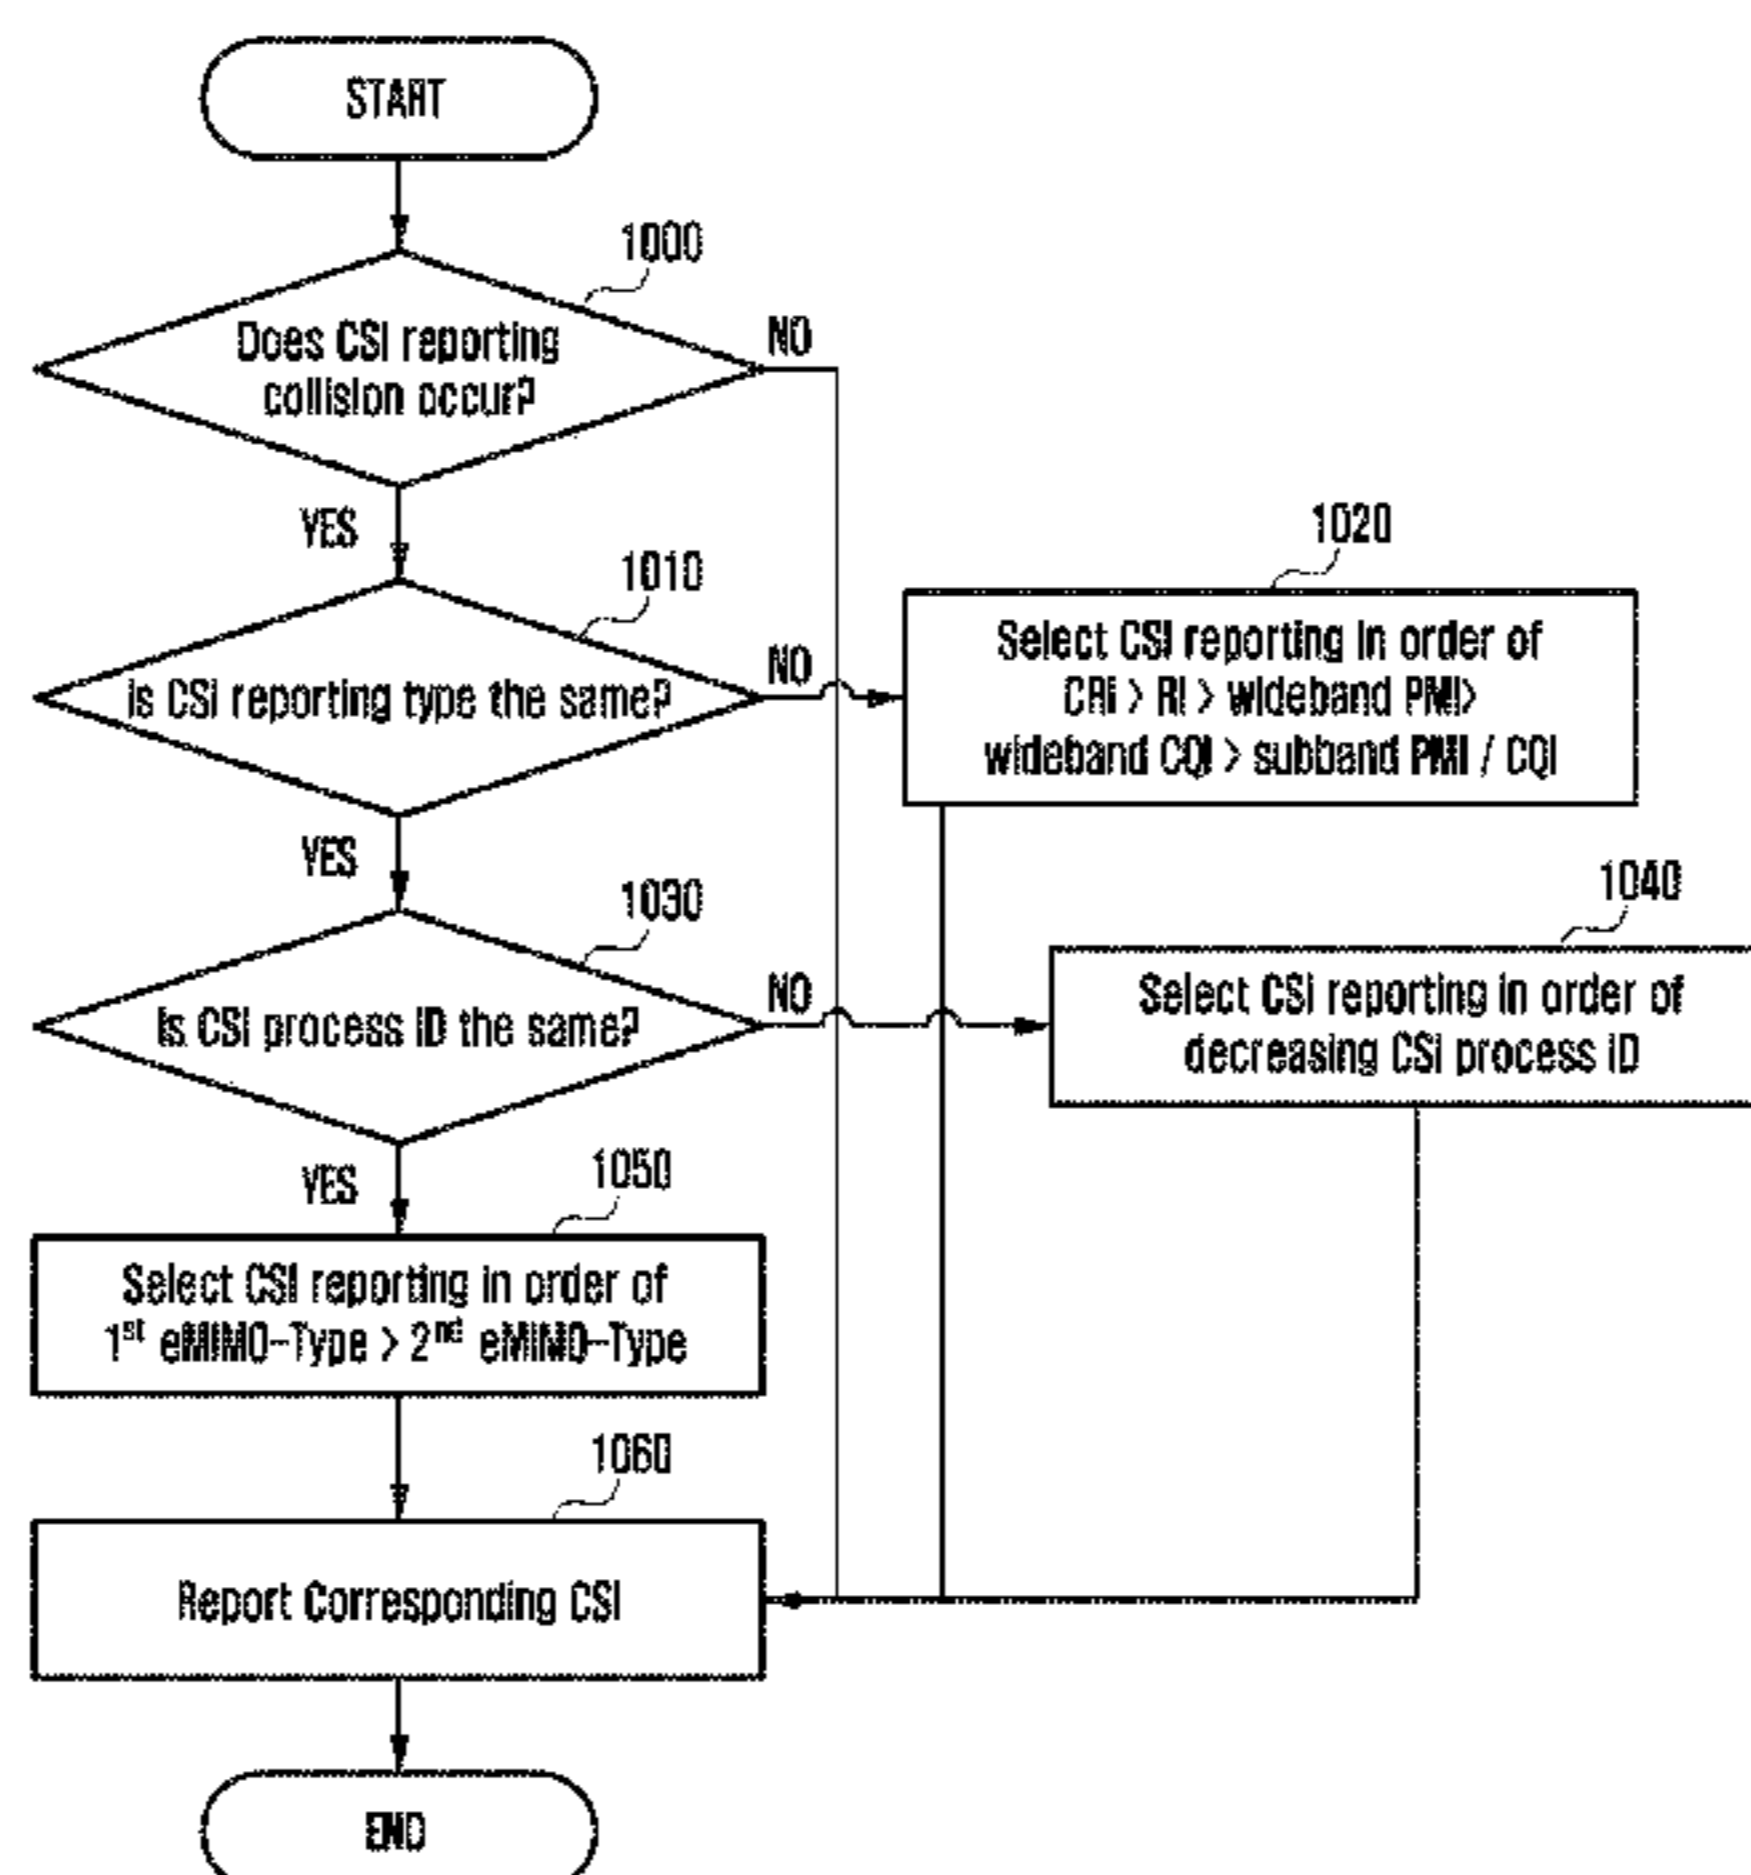 START
1000
Does CSI reporting
collision occur?
NO
YES
1010
Is CSI reporting type the same?
NO
1020
Select CSI reporting in order of
CRI > RI > wideband PMI>
wideband CQI > subband PMI / CQI
YES
1030
Is CSI process ID the same?
NO
1040
Select CSI reporting in order of
decreasing CSI process ID
YES
1050
Select CSI reporting in order of
1st eMIMO-Type > 2nd eMIMO-Type
1060
Report Corresponding CSI
END